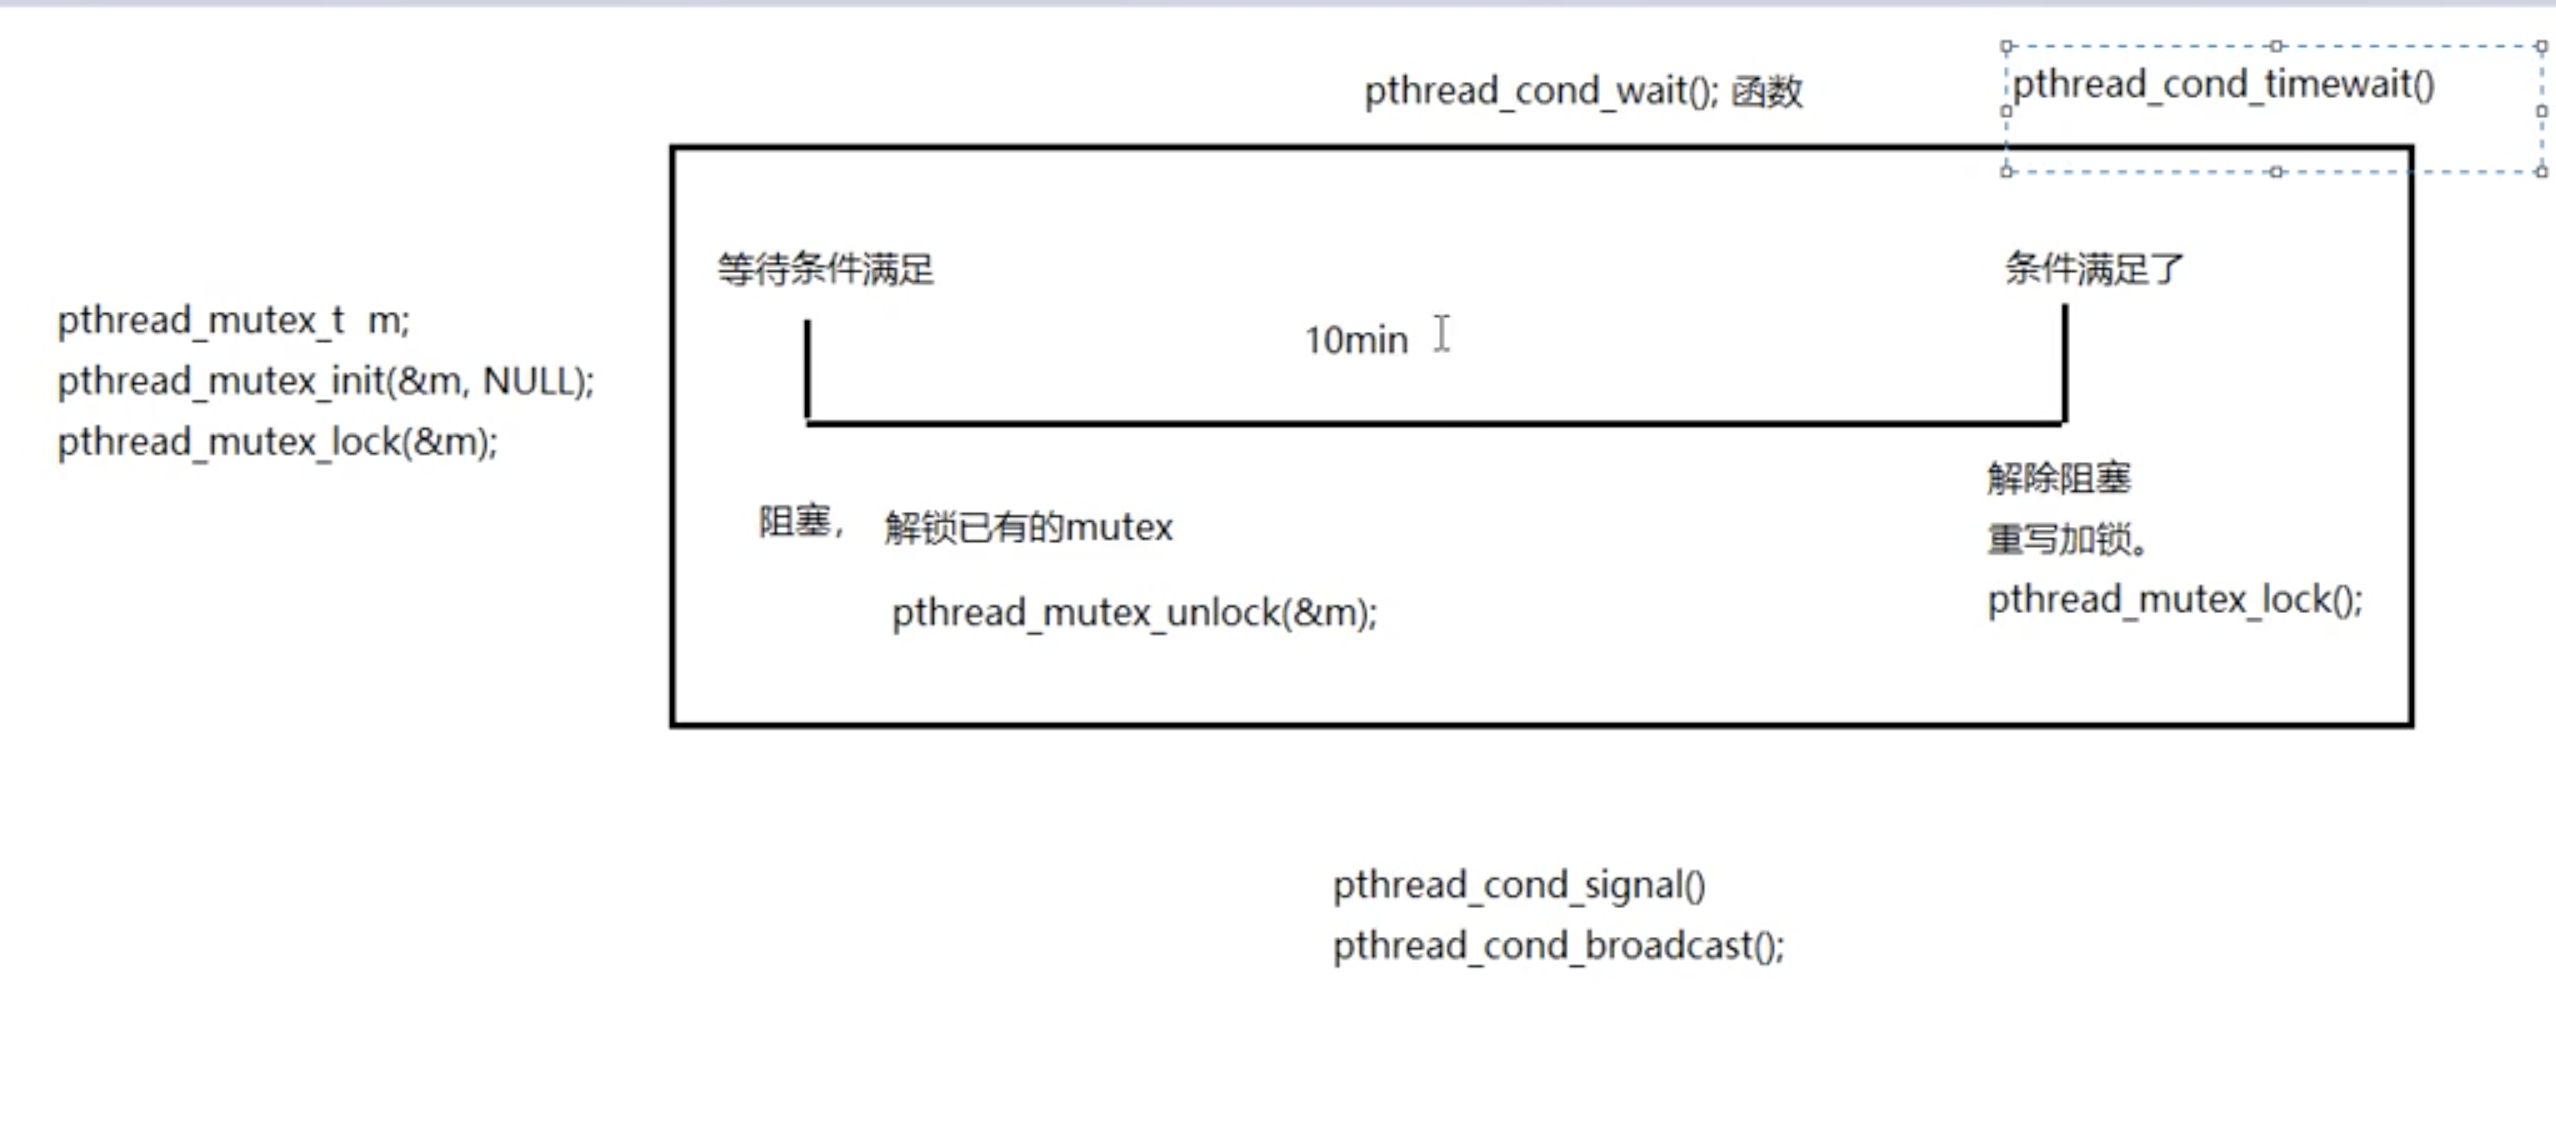 pthread_cond_wait(); 函数
pthread_cond_timewait()
pthread_mutex_t  m;
pthread_mutex_init(&m, NULL);
pthread_mutex_lock(&m);
等待条件满足
10min
条件满足了
阻塞，
解锁已有的mutex
pthread_mutex_unlock(&m);
解除阻塞
重写加锁。
pthread_mutex_lock();
pthread_cond_signal()
pthread_cond_broadcast();